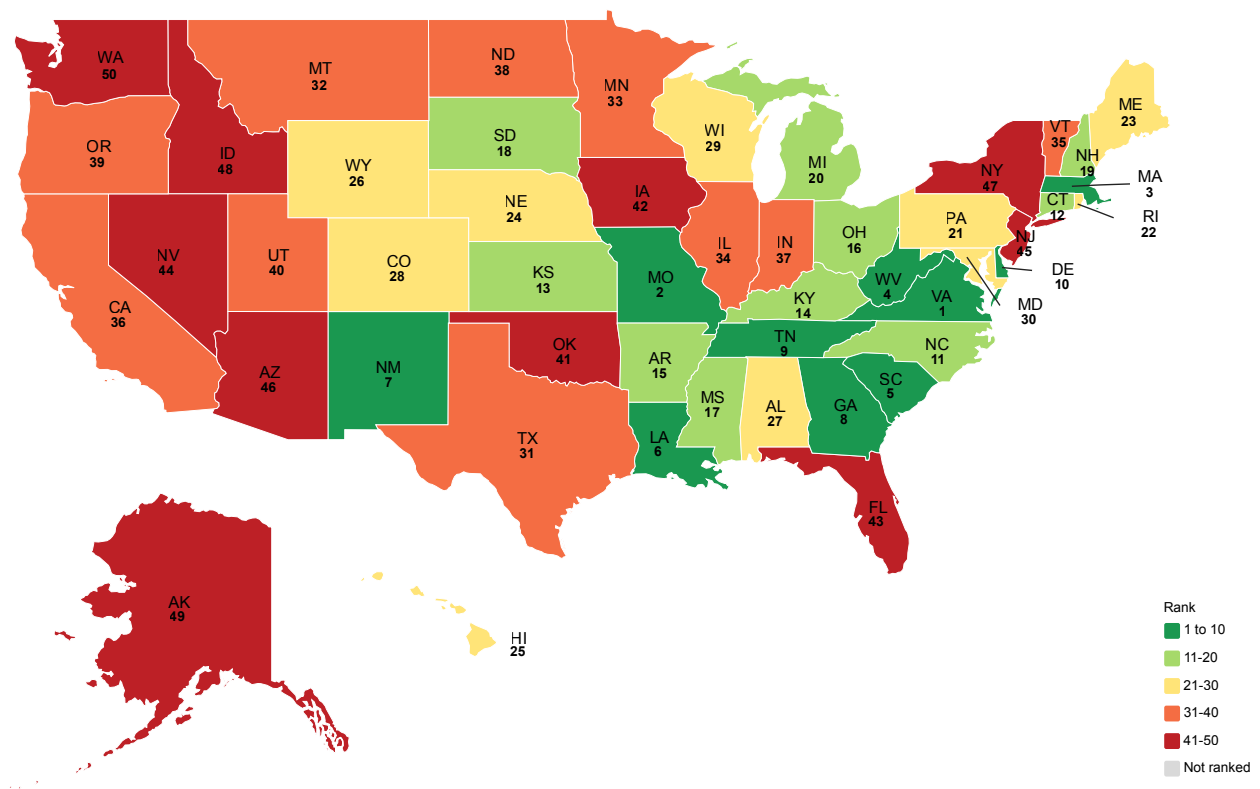 WA
50
MT
32
ND
38
MN
33
OR
39
ID
48
WY
26
SD
18
WI
29
MI
20
NY
47
VT
35
NH
19
ME
23
MA
3
RI
22
CT
12
NE
24
IA
42
PA
21
NJ
45
NV
44
UT
40
CO
28
KS
13
MO
2
IL
34
IN
37
OH
16
WV
4
VA
1
DE
10
MD
30
CA
36
KY
14
AZ
46
NM
7
OK
41
AR
15
TN
9
NC
11
SC
5
TX
31
LA
6
MS
17
AL
27
GA
8
FL
43
AK
49
HI
25
Rank
1 to 10
11-20
21-30
31-40
41-50
Not ranked